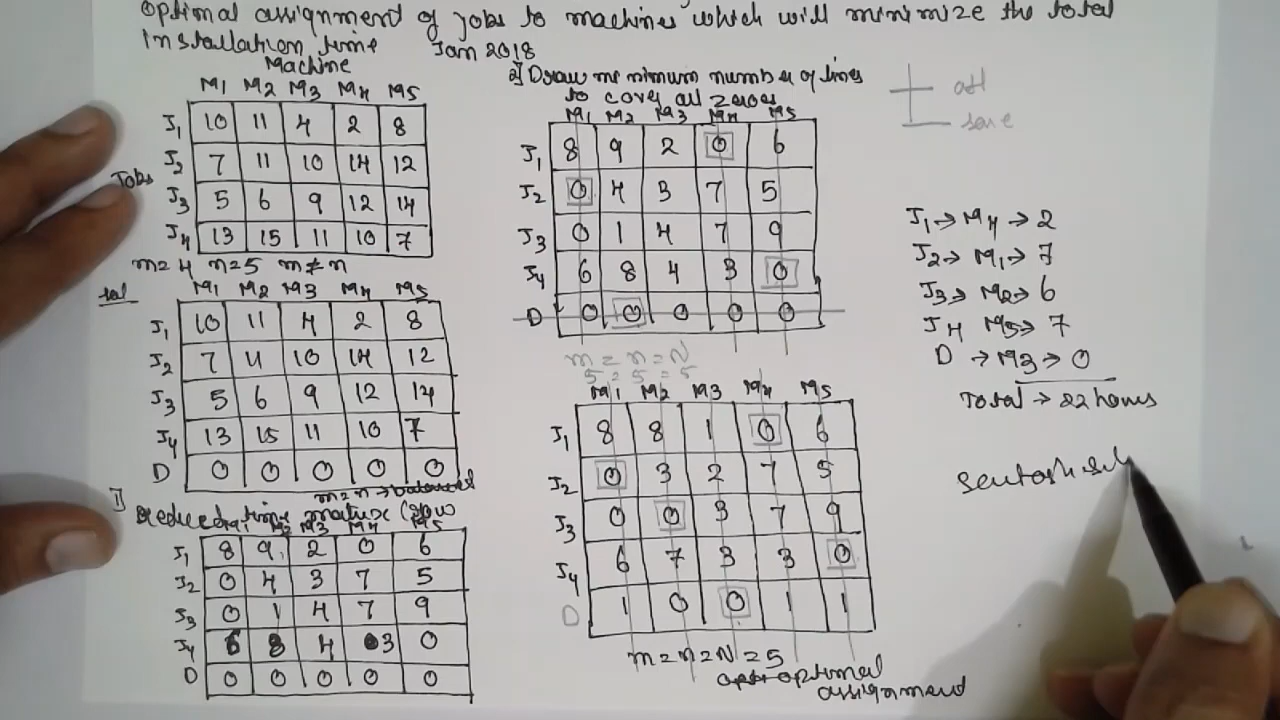 Optimal assignment of jobs to machines which will minimize the total
Installation time Jan 2018
Machine
M1 M2 M3 M4 M5
J1 10 11 4 2 8
J2 7 11 10 14 12
Jobs
J3 5 6 9 12 14
J4 13 15 11 10 7
m=4 n=5 m≠n
sol
M1 M2 M3 M4 M5
J1 10 11 4 2 8
J2 7 11 10 14 12
J3 5 6 9 12 14
J4 13 15 11 10 7
D 0 0 0 0 0
m=n→balanced
1] Reduced time matrix (row
M2 M3 M4 M5
J1 8 9 2 0 6
J2 0 4 3 7 5
J3 0 1 4 7 9
J4 6 8 4 3 0
D 0 0 0 0 0
2] Draw minimum number of lines
to cover all zeroes
M1 M2 M3 M4 M5
J1 8 9 2 0 6
J2 0 4 3 7 5
J3 0 1 4 7 9
J4 6 8 4 3 0
D 0 0 0 0 0
m=n=N
5=5=5
M1 M2 M3 M4 M5
J1 8 8 1 0 6
J2 0 3 2 7 5
J3 0 0 3 7 9
J4 6 7 3 3 0
D 1 0 0 1 1
m=n=N=5
optimal
assignment
add
same
J1→M4→2
J2→M1→7
J3→M2→6
J4 M5→7
D→M3→0
Total→22 hours